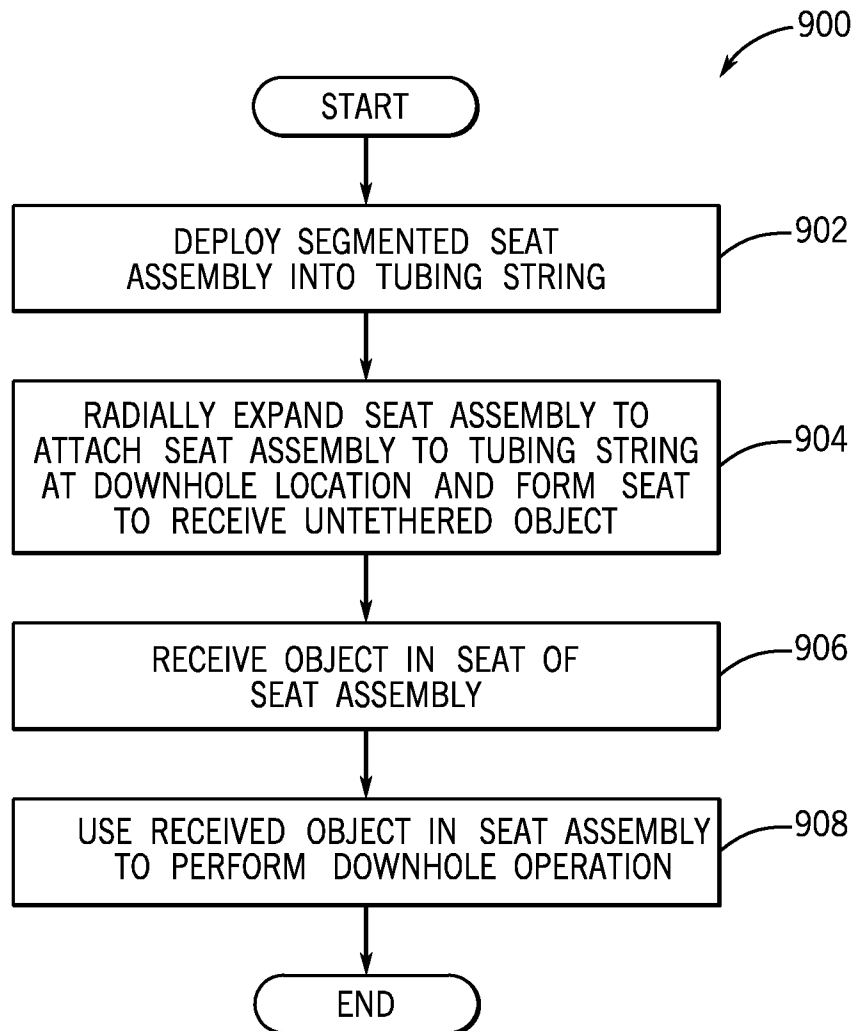 900
START
DEPLOY SEGMENTED SEAT
ASSEMBLY INTO TUBING STRING
902
RADIALLY EXPAND SEAT ASSEMBLY TO
ATTACH SEAT ASSEMBLY TO TUBING STRING
AT DOWNHOLE LOCATION AND FORM SEAT
TO RECEIVE UNTETHERED OBJECT
904
RECEIVE OBJECT IN SEAT OF
SEAT ASSEMBLY
906
USE RECEIVED OBJECT IN SEAT ASSEMBLY
TO PERFORM DOWNHOLE OPERATION
908
END